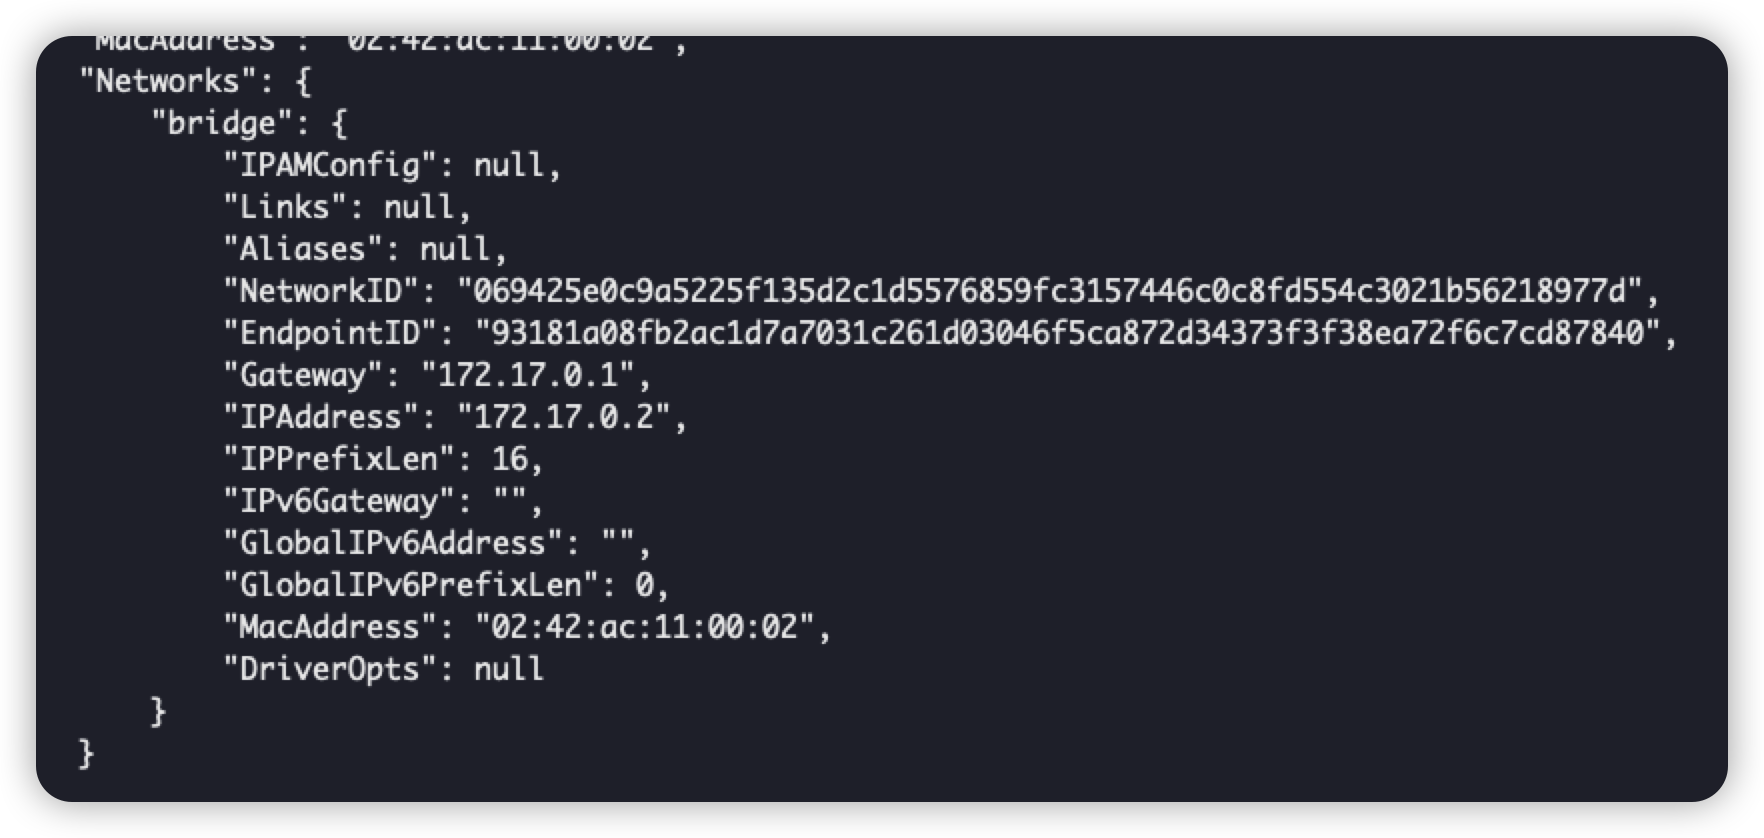 "MacAddress": "02:42:ac:11:00:02",
"Networks": {
"bridge": {
"IPAMConfig": null,
"Links": null,
"Aliases": null,
"NetworkID": "069425e0c9a5225f135d2c1d5576859fc3157446c0c8fd554c3021b56218977d",
"EndpointID": "93181a08fb2ac1d7a7031c261d03046f5ca872d34373f3f38ea72f6c7cd87840",
"Gateway": "172.17.0.1",
"IPAddress": "172.17.0.2",
"IPPrefixLen": 16,
"IPv6Gateway": "",
"GlobalIPv6Address": "",
"GlobalIPv6PrefixLen": 0,
"MacAddress": "02:42:ac:11:00:02",
"DriverOpts": null
}
}